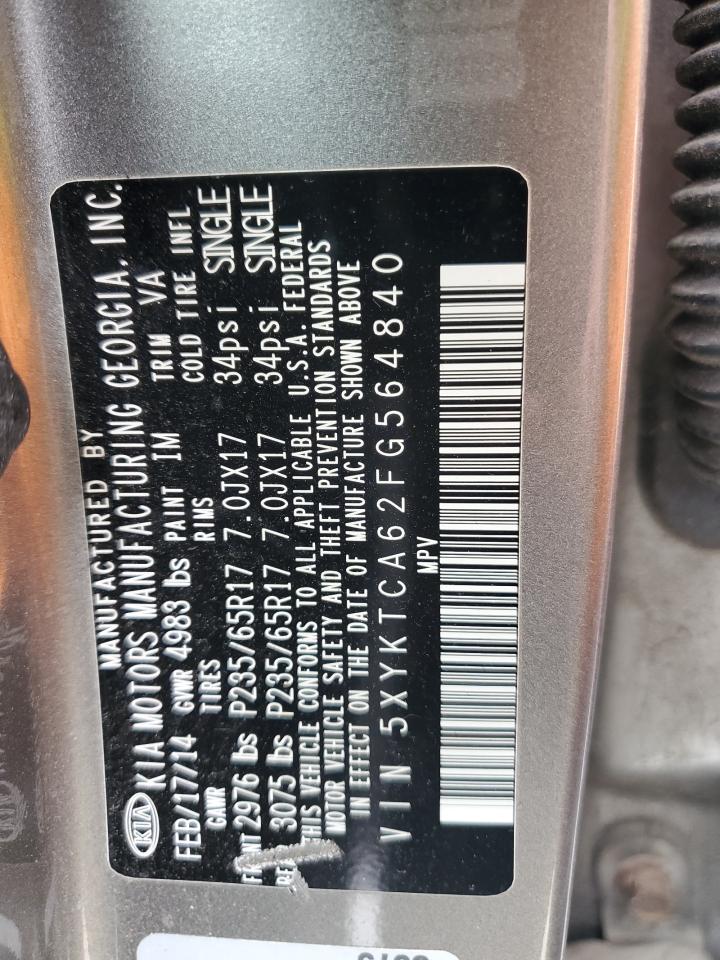 MANUFACTURED BY
KIA KIA MOTORS MANUFACTURING GEORGIA, INC.
FEB/17/14 GVWR 4983 lbs PAINT IM TRIM VA
GAWR TIRES RIMS COLD TIRE INFL
FRONT 2976 lbs P235/65R17 7.0JX17 34psi SINGLE
REAR 3075 lbs P235/65R17 7.0JX17 34psi SINGLE
THIS VEHICLE CONFORMS TO ALL APPLICABLE U.S.A. FEDERAL
MOTOR VEHICLE SAFETY AND THEFT PREVENTION STANDARDS
IN EFFECT ON THE DATE OF MANUFACTURE SHOWN ABOVE
VIN 5XYKTCA62FG564840
MPV